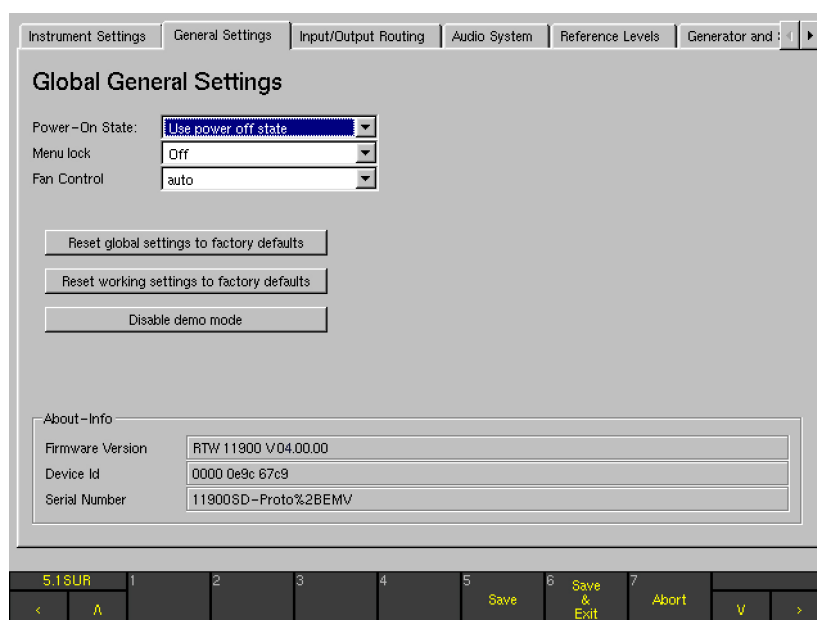 Instrument Settings General Settings Input/Output Routing Audio System Reference Levels Generator and
Global General Settings
Power-On State: Use power off state
Menu lock Off
Fan Control auto
Reset global settings to factory defaults
Reset working settings to factory defaults
Disable demo mode
About-Info
Firmware Version RTW 11900 V04.00.00
Device Id 0000 0e9c 67c9
Serial Number 11900SD-Proto%2BEMV
5.1SUR 1 2 3 4 5 Save 6 Save & Exit 7 Abort
< Λ V >